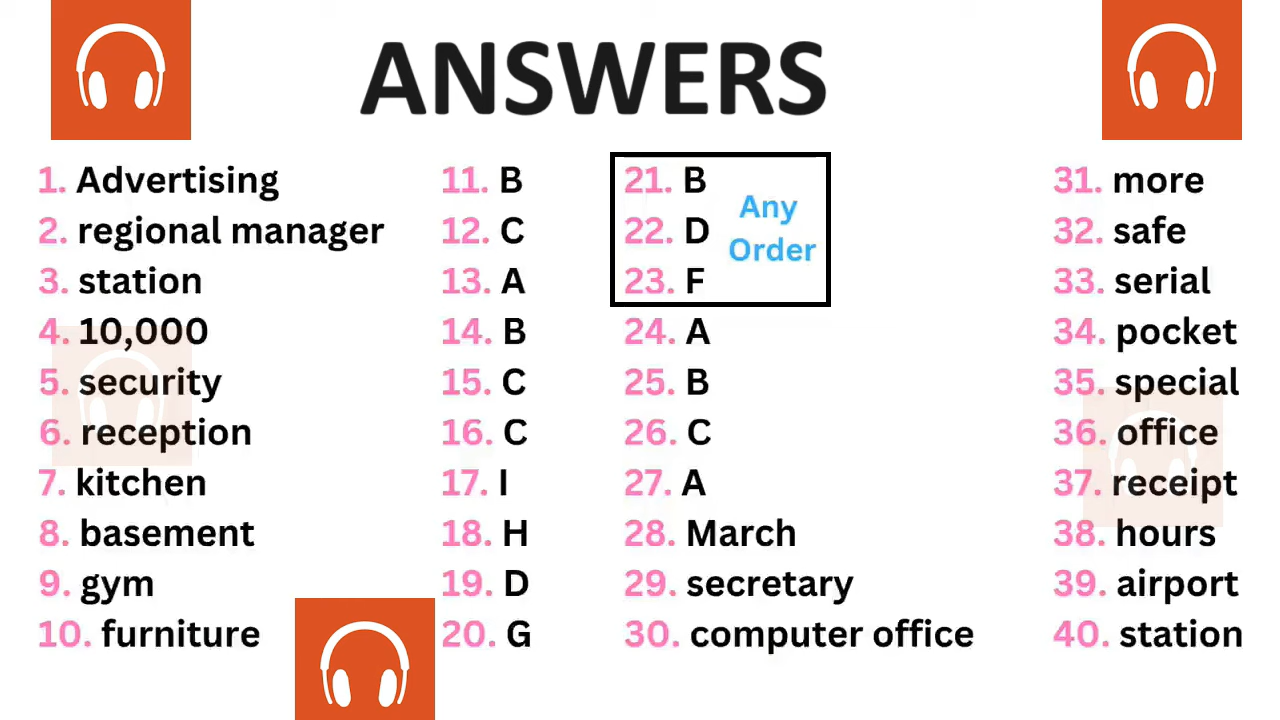 ANSWERS
1. Advertising
2. regional manager
3. station
4. 10,000
5. security
6. reception
7. kitchen
8. basement
9. gym
10. furniture
11. B
12. C
13. A
14. B
15. C
16. C
17. I
18. H
19. D
20. G
21. B
22. D
23. F
Any
Order
24. A
25. B
26. C
27. A
28. March
29. secretary
30. computer office
31. more
32. safe
33. serial
34. pocket
35. special
36. office
37. receipt
38. hours
39. airport
40. station